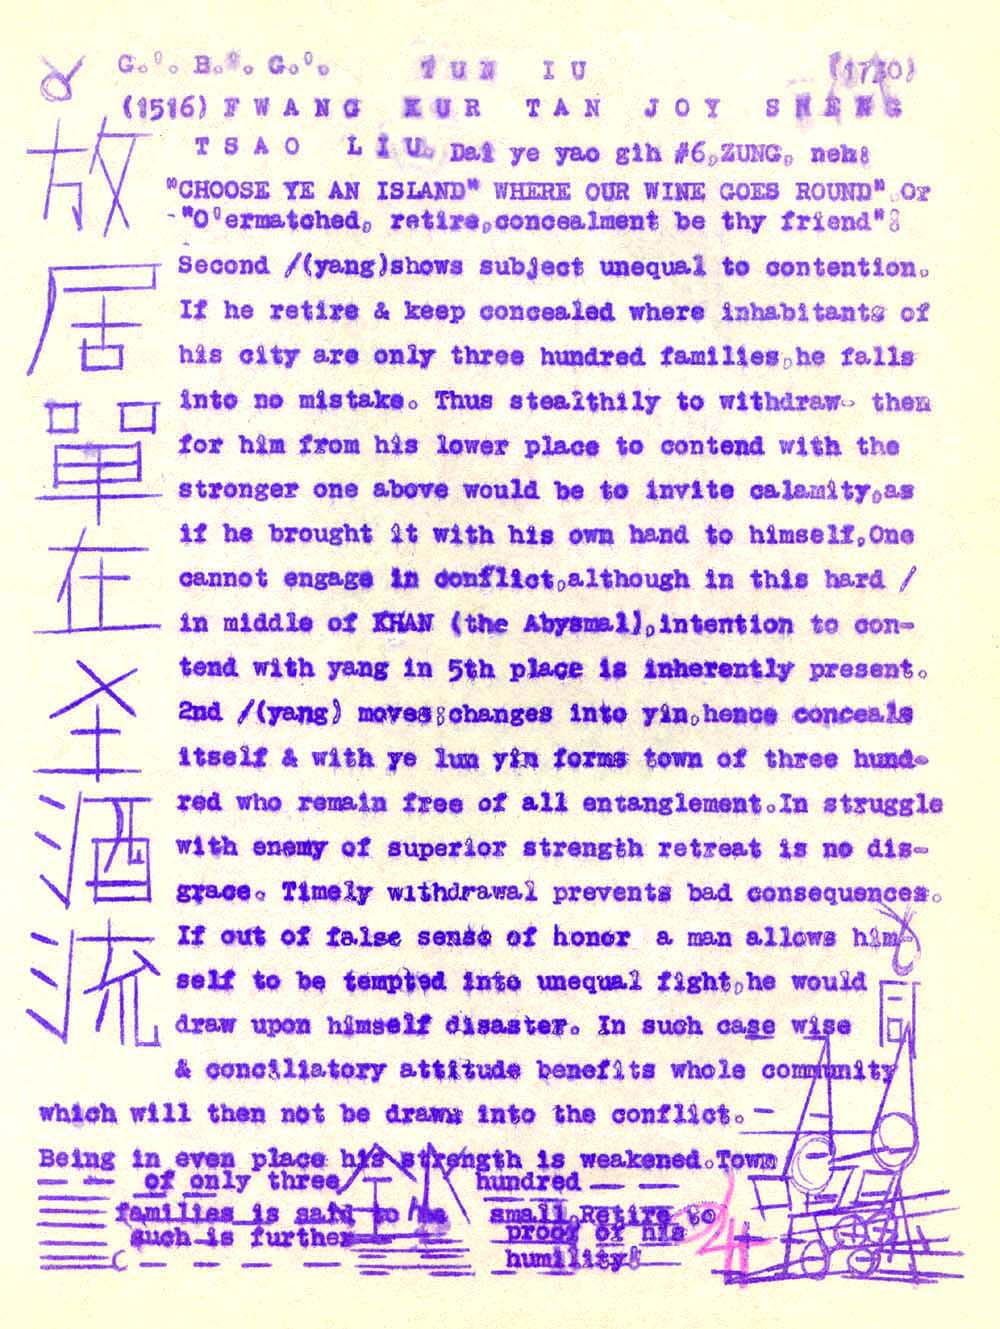 G.°. B.°. G.°. TUN IU (1730)
(1516) FWANG KUR TAN JOY SHENG
TSAO LIU. Dai ye yao gih #6,ZUNG, neh:
"CHOOSE YE AN ISLAND" WHERE OUR WINE GOES ROUND". Or
-"O'ermatched, retire,concealment be thy friend":
Second /(yang)shows subject unequal to contention.
If he retire & keep concealed where inhabitants of
his city are only three hundred families,he falls
into no mistake. Thus stealthily to withdraw- then
for him from his lower place to contend with the
stronger one above would be to invite calamity,as
if he brought it with his own hand to himself.One
cannot engage in conflict,although in this hard /
in middle of KHAN (the Abysmal),intention to con-
tend with yang in 5th place is inherently present.
2nd /(yang) moves;changes into yin,hence conceals
itself & with ye lun yin forms town of three hund-
red who remain free of all entanglement.In struggle
with enemy of superior strength retreat is no dis-
grace. Timely withdrawal prevents bad consequences.
If out of false sense of honor a man allows him-
self to be tempted into unequal fight,he would
draw upon himself disaster. In such case wise
& conciliatory attitude benefits whole community
which will then not be drawn into the conflict. -
Being in even place his strength is weakened.Town
of only three hundred
families is said to be small.Retire to
such is further proof of his
humility!
放
居
單
在
全
酒
流
24